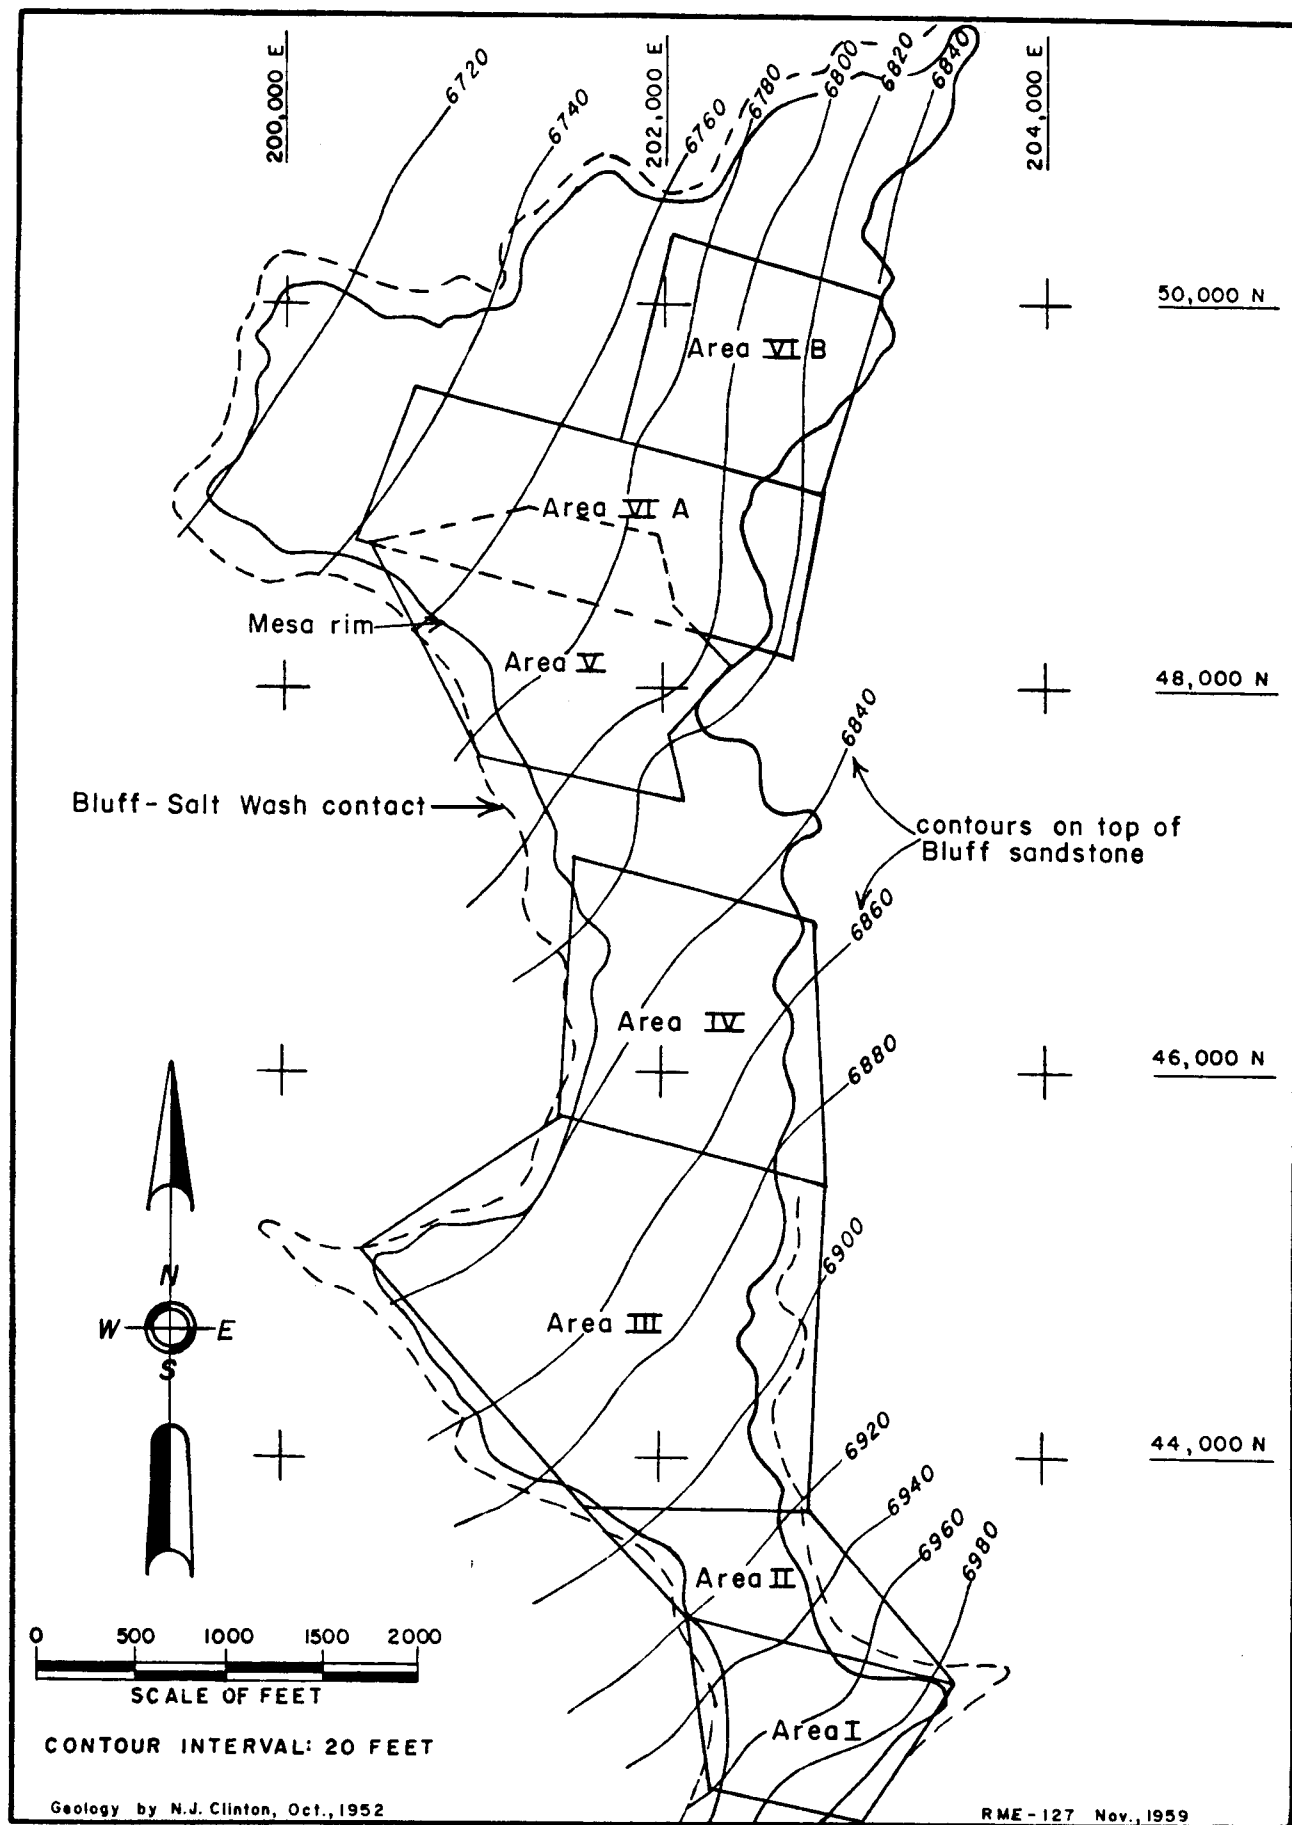 200,000 E
202,000 E
204,000 E
6720
6740
6760
6780
6800
6820
6840
50,000 N
Area VI B
Area VI A
Mesa rim
Area V
48,000 N
6840
Bluff-Salt Wash contact
contours on top of
Bluff sandstone
6860
Area IV
46,000 N
6880
6900
N
W
E
S
Area III
44,000 N
6920
6940
6960
6980
Area II
0 500 1000 1500 2000
SCALE OF FEET
Area I
CONTOUR INTERVAL: 20 FEET
Geology by N.J. Clinton, Oct., 1952
RME-127 Nov., 1959